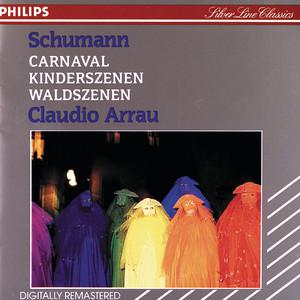 PHILIPS
Silver Line Classics
Schumann
CARNAVAL
KINDERSZENEN
WALDSZENEN
Claudio Arrau
DIGITALLY REMASTERED